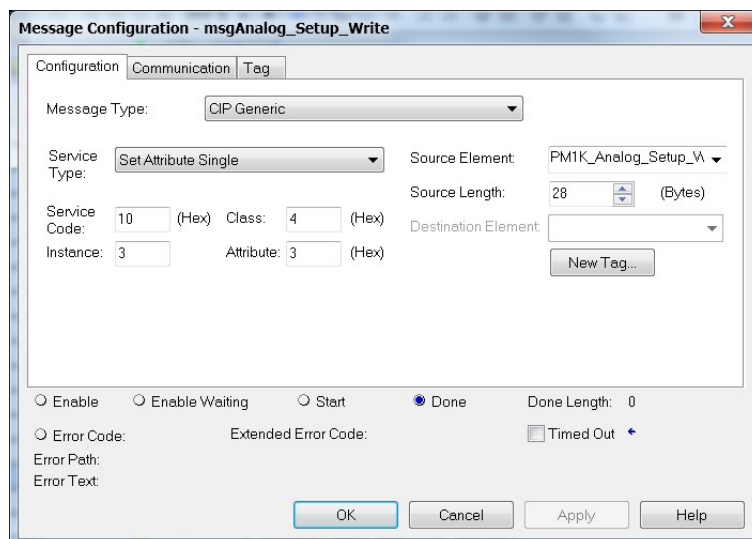 Message Configuration - msgAnalog_Setup_Write
Configuration Communication Tag
Message Type: CIP Generic
Service Type: Set Attribute Single
Source Element: PM1K_Analog_Setup_W
Source Length: 28 (Bytes)
Service Code: 10 (Hex) Class: 4 (Hex)
Destination Element:
Instance: 3 Attribute: 3 (Hex)
New Tag...
Enable Enable Waiting Start Done Done Length: 0
Error Code: Extended Error Code: Timed Out
Error Path:
Error Text:
OK Cancel Apply Help